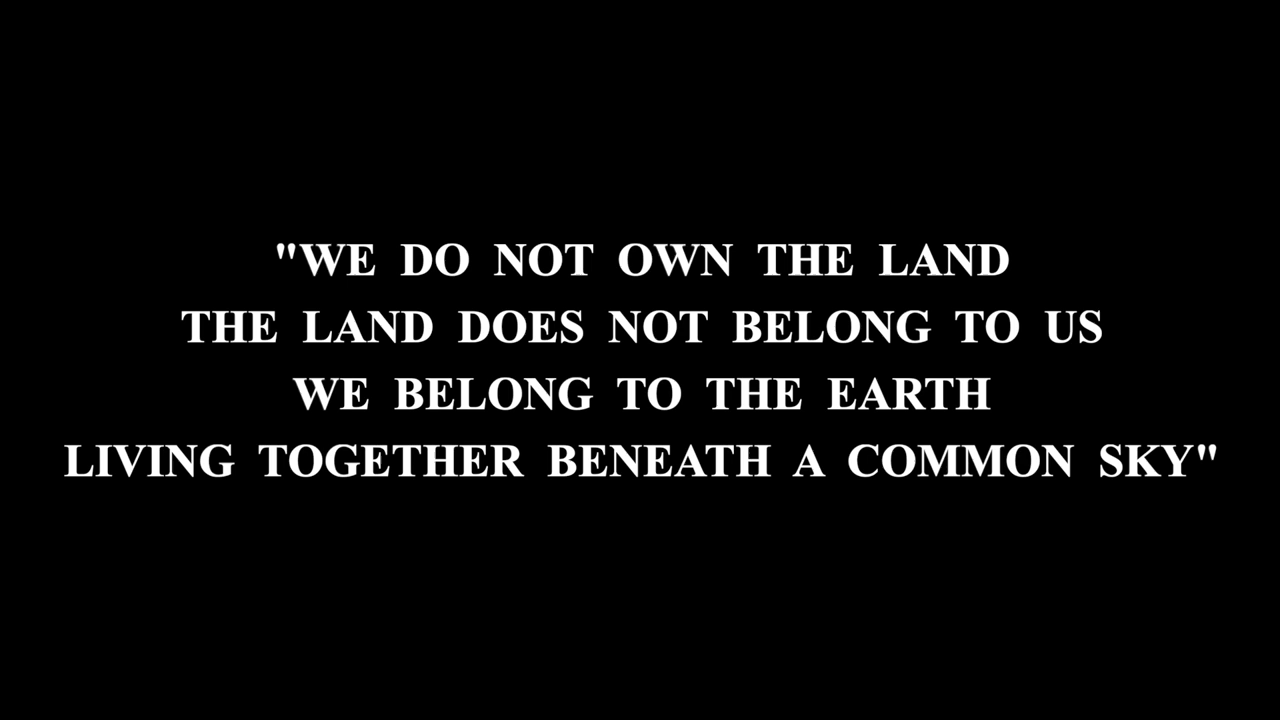 "WE DO NOT OWN THE LAND
THE LAND DOES NOT BELONG TO US
WE BELONG TO THE EARTH
LIVING TOGETHER BENEATH A COMMON SKY"